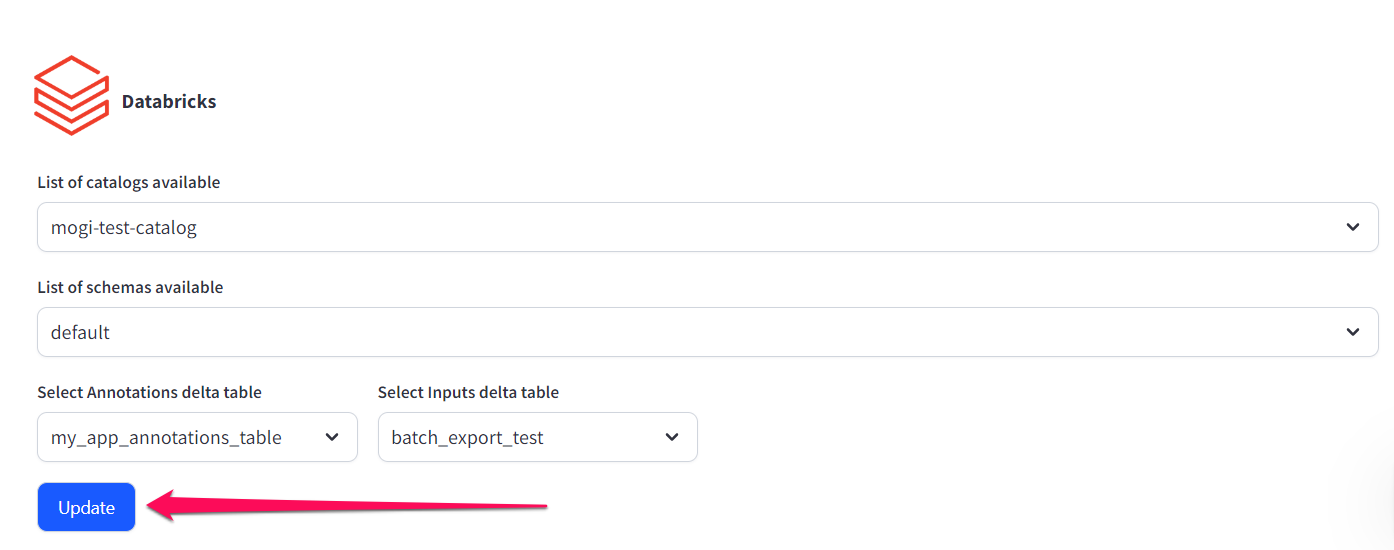 Databricks
List of catalogs available
mogi-test-catalog
List of schemas available
default
Select Annotations delta table Select Inputs delta table
my_app_annotations_table batch_export_test
Update